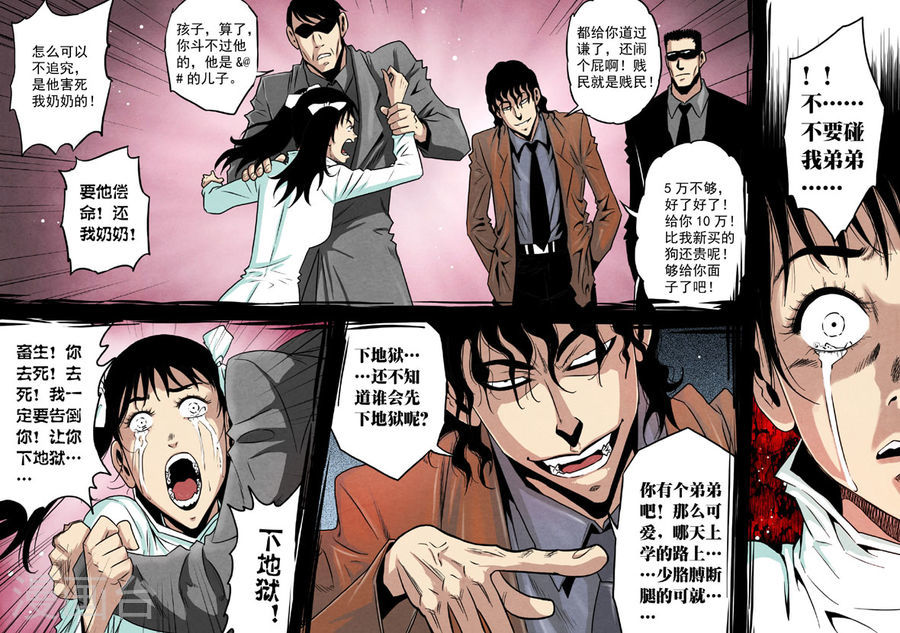 怎么可以
不追究，
是他害死
我奶奶的！
孩子，算了，
你斗不过他
的，他是 &@
# 的儿子。
要他偿
命！还
我奶奶！
都给你道过
谦了，还闹
个屁啊！贱
民就是贱民！
5 万不够，
好了好了！
给你 10 万！
比我新买的
狗还贵呢！
够给你面
子了吧！
畜生！你
去死！去
死！我一
定要告倒
你！让你
下地狱…
…
下地狱！
下地狱…
…还不知
道谁会先
下地狱呢？
你有个弟弟
吧！那么可
爱，哪天上
学的路上…
…少胳膊断
腿的可就……
！！
不……
不要碰
我弟弟
……
漫画台